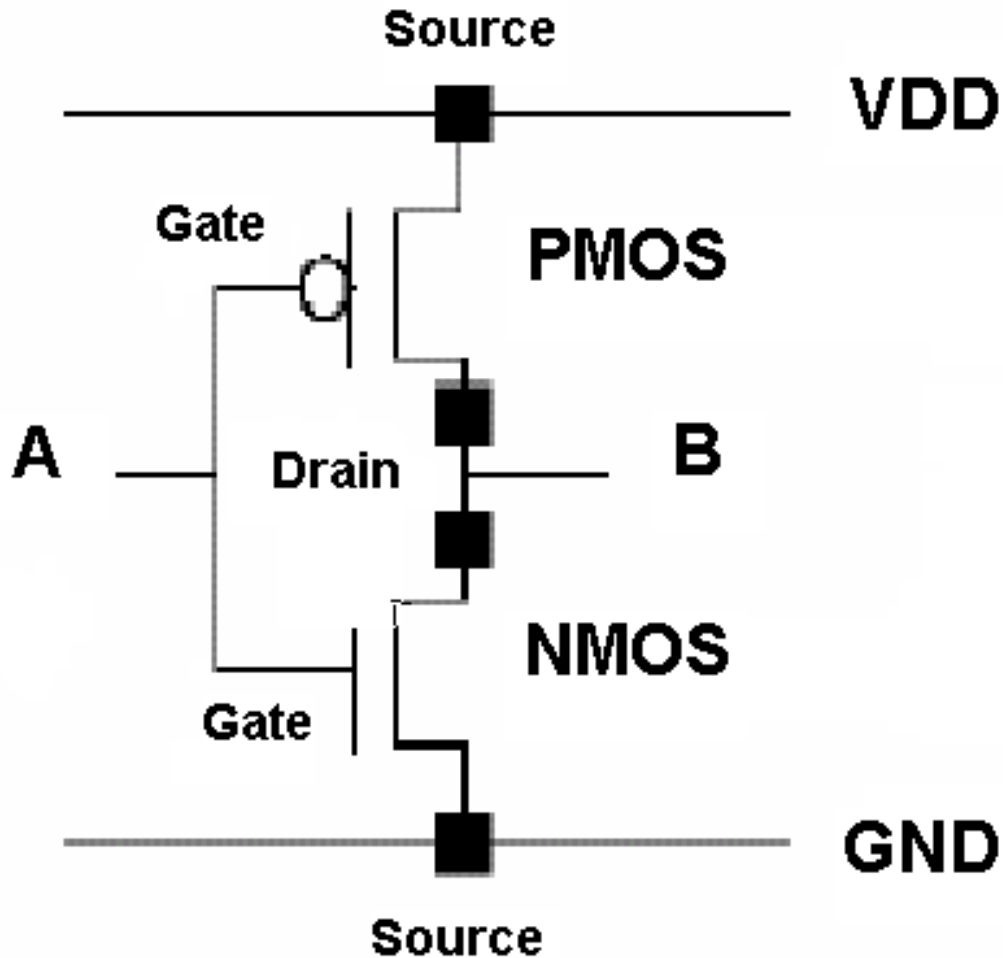 Source
VDD
Gate
PMOS
A
Drain
B
NMOS
Gate
GND
Source